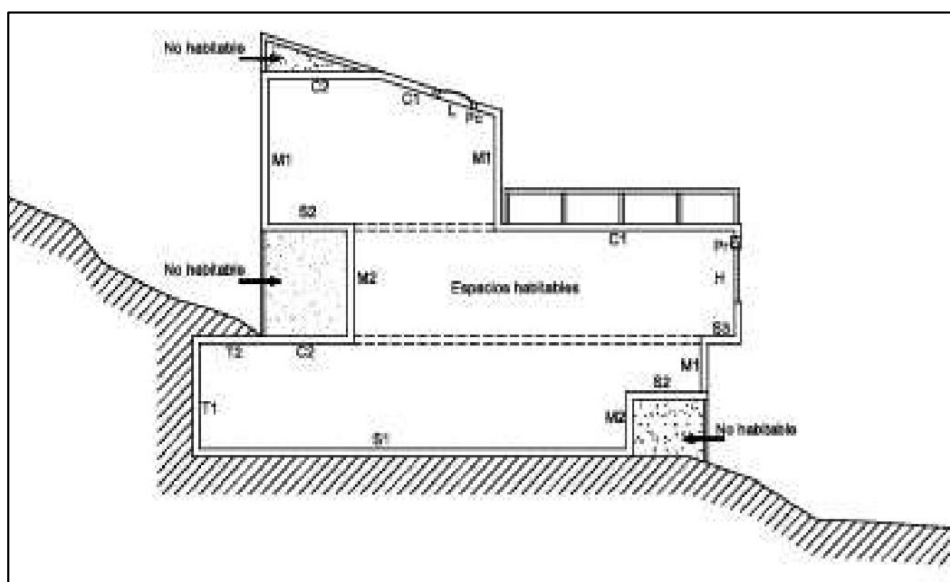 No habitable
C2
C1
L
Pc
M1
M1
S2
C1
Pr
No habitable
M2
Espacios habitables
H
S3
T2
C2
M1
S2
T1
M2
No habitable
S1